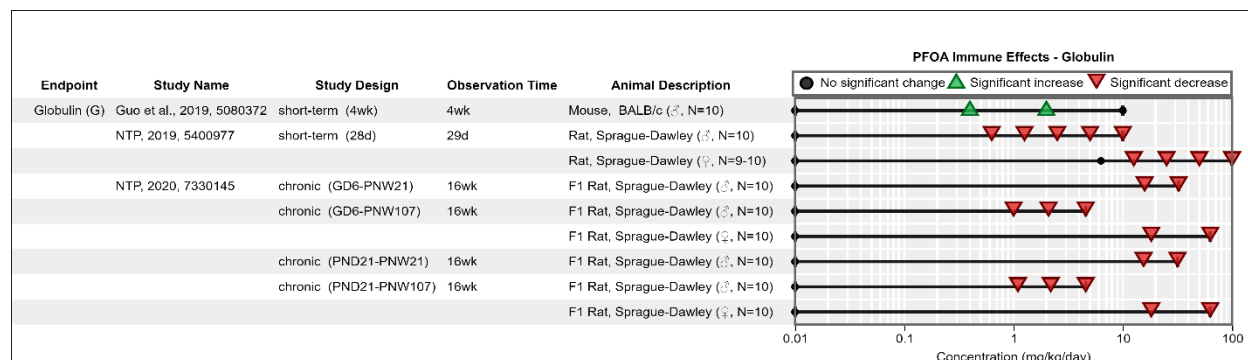 PFOA Immune Effects - Globulin
Endpoint Study Name Study Design Observation Time Animal Description
No significant change Significant increase Significant decrease
Globulin (G) Guo et al., 2019, 5080372 short-term (4wk) 4wk Mouse, BALB/c (♂, N=10)
NTP, 2019, 5400977 short-term (28d) 29d Rat, Sprague-Dawley (♂, N=10)
Rat, Sprague-Dawley (♀, N=9-10)
NTP, 2020, 7330145 chronic (GD6-PNW21) 16wk F1 Rat, Sprague-Dawley (♂, N=10)
chronic (GD6-PNW107) 16wk F1 Rat, Sprague-Dawley (♂, N=10)
F1 Rat, Sprague-Dawley (♀, N=10)
chronic (PND21-PNW21) 16wk F1 Rat, Sprague-Dawley (♂, N=10)
chronic (PND21-PNW107) 16wk F1 Rat, Sprague-Dawley (♂, N=10)
F1 Rat, Sprague-Dawley (♀, N=10)
0.01 0.1 1 10 100
Concentration (mg/kg/day)